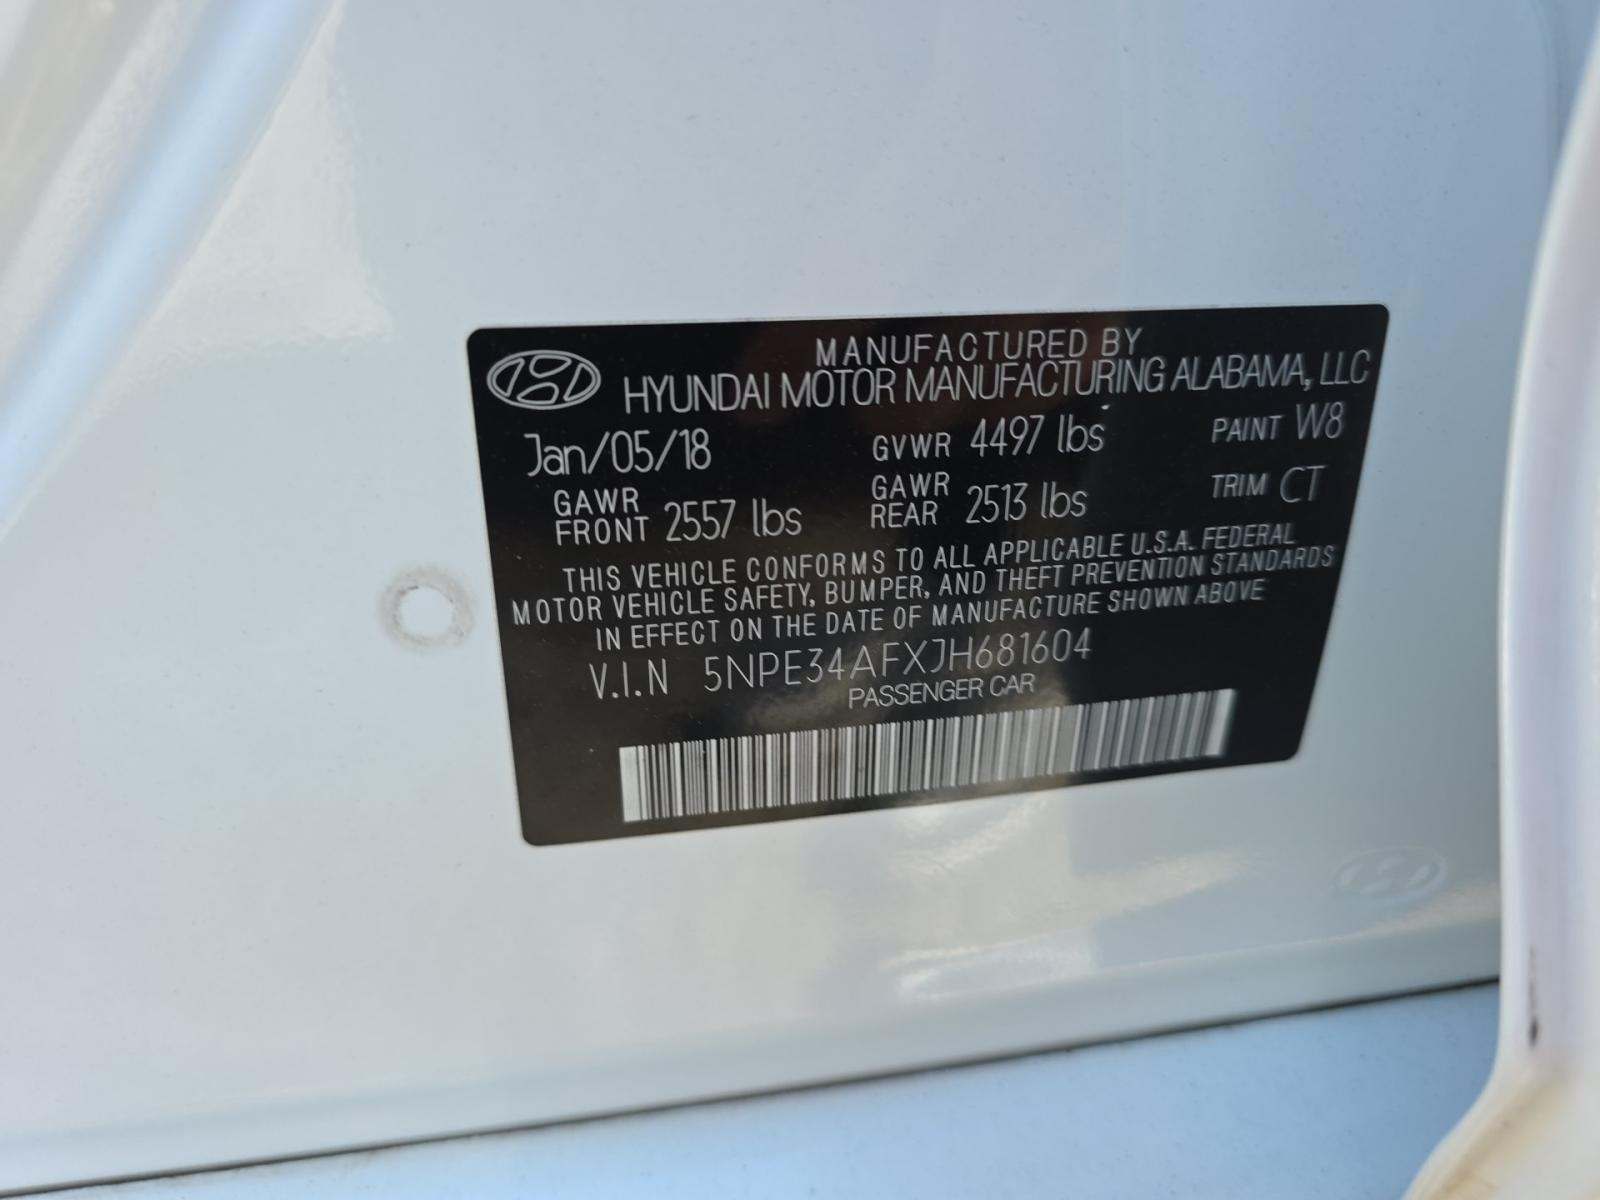 MANUFACTURED BY
HYUNDAI MOTOR MANUFACTURING ALABAMA, LLC
Jan/05/18 GVWR 4497 lbs PAINT W8
GAWR FRONT 2557 lbs GAWR REAR 2513 lbs TRIM CT
THIS VEHICLE CONFORMS TO ALL APPLICABLE U.S.A. FEDERAL
MOTOR VEHICLE SAFETY, BUMPER, AND THEFT PREVENTION STANDARDS
IN EFFECT ON THE DATE OF MANUFACTURE SHOWN ABOVE
V.I.N 5NPE34AFXJH681604
PASSENGER CAR